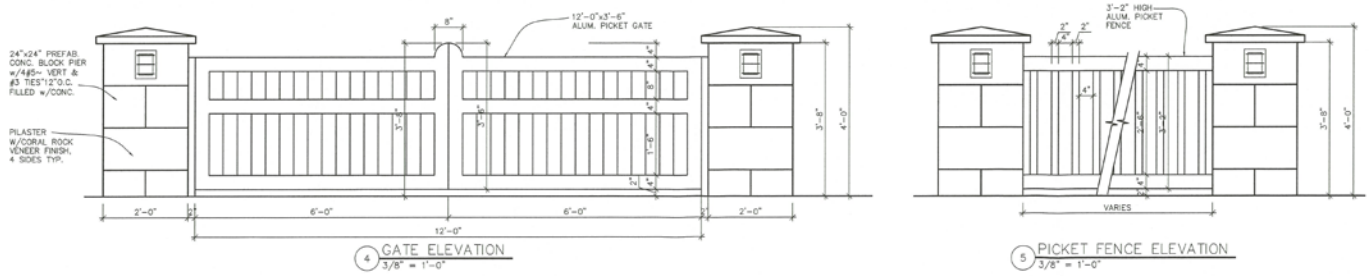 8"
12'-0"x3'-6"
ALUM. PICKET GATE
24"x24" PREFAB.
CONC. BLOCK PIER
w/4#5~ VERT &
#3 TIES"12"O.C.
FILLED w/CONC.
PILASTER
W/CORAL ROCK
VENEER FINISH,
4 SIDES TYP.
3'-8"
3'-6"
4"
8"
4"
1'-6"
2"
4"
3'-8"
4'-0"
2'-0"
2"
6'-0"
6'-0"
2"
2'-0"
12'-0"
4
GATE ELEVATION
3/8" = 1'-0"
3'-2" HIGH
ALUM. PICKET
FENCE
2"
2"
4"
4"
4"
2'-6"
3'-2"
4"
2"
3'-8"
4'-0"
VARIES
5
PICKET FENCE ELEVATION
3/8" = 1'-0"